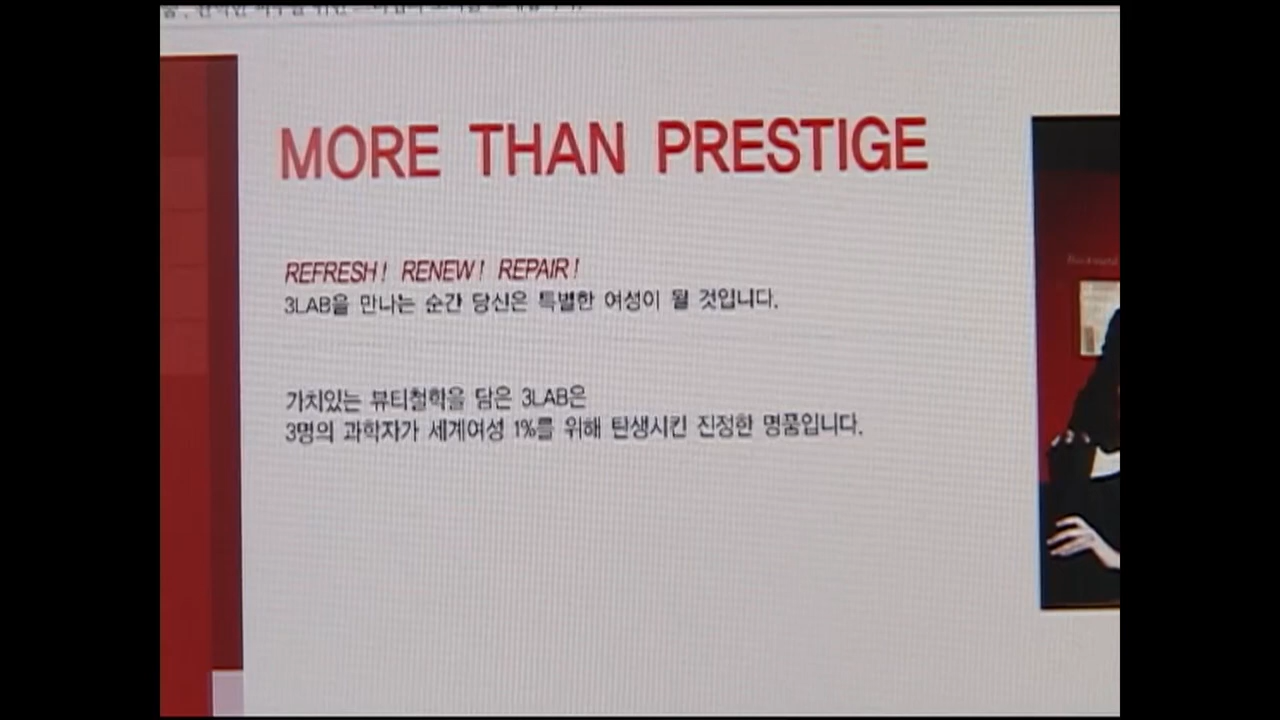 MORE THAN PRESTIGE
REFRESH! RENEW! REPAIR!
3LAB을 만나는 순간 당신은 특별한 여성이 될 것입니다.
가치있는 뷰티철학을 담은 3LAB은
3명의 과학자가 세계여성 1%를 위해 탄생시킨 진정한 명품입니다.